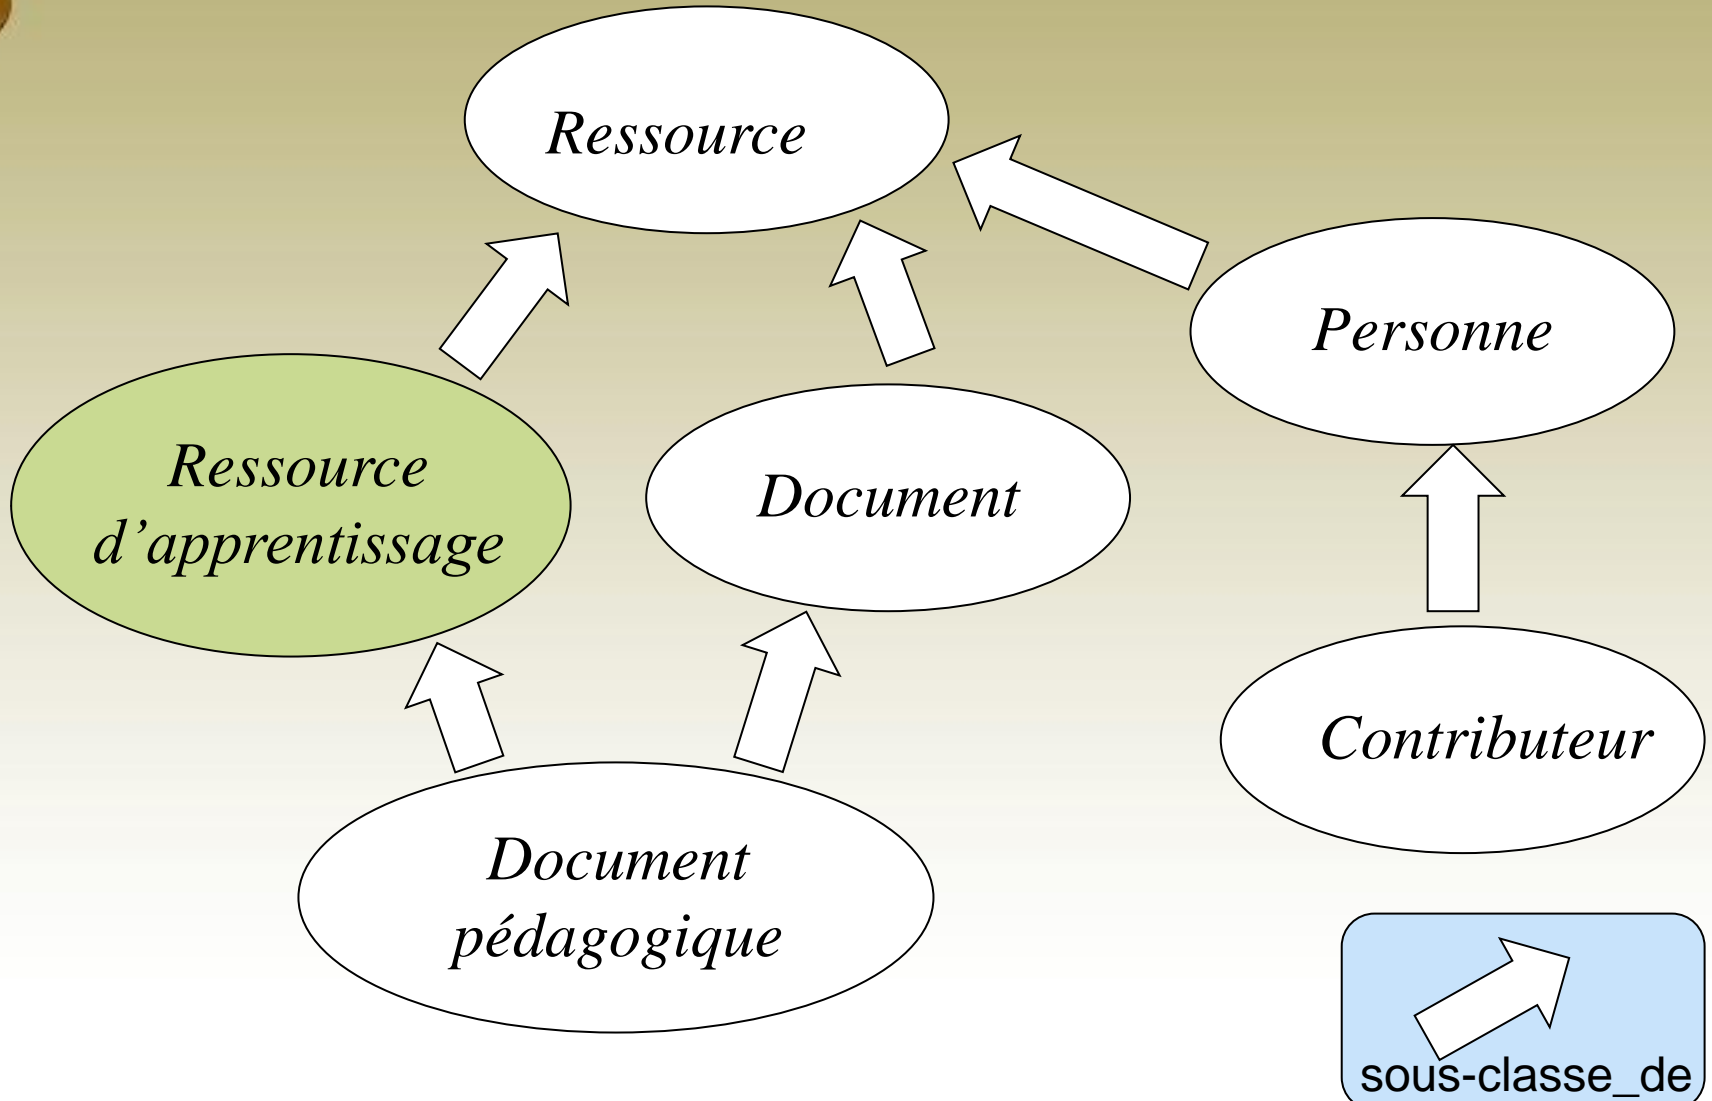 Ressource
Personne
Ressource
d’apprentissage
Document
Contributeur
Document
pédagogique
sous-classe_de